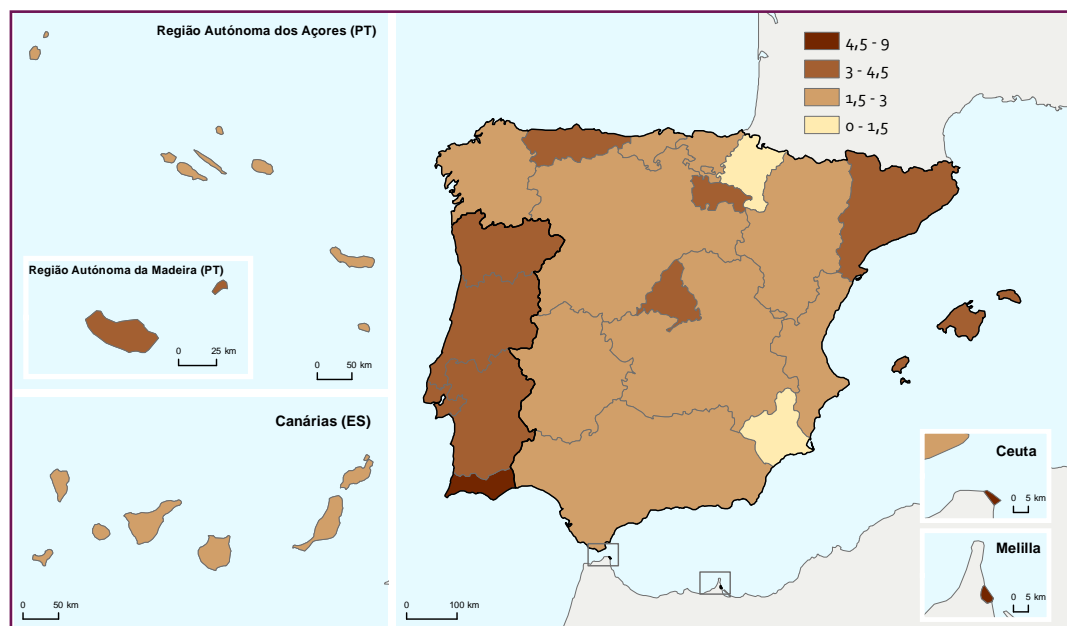 Região Autónoma dos Açores (PT)
4,5 - 9
3 - 4,5
1,5 - 3
0 - 1,5
Região Autónoma da Madeira (PT)
0 25 km
0 50 km
Canárias (ES)
0 50 km
0 100 km
Ceuta
0 5 km
Melilla
0 5 km